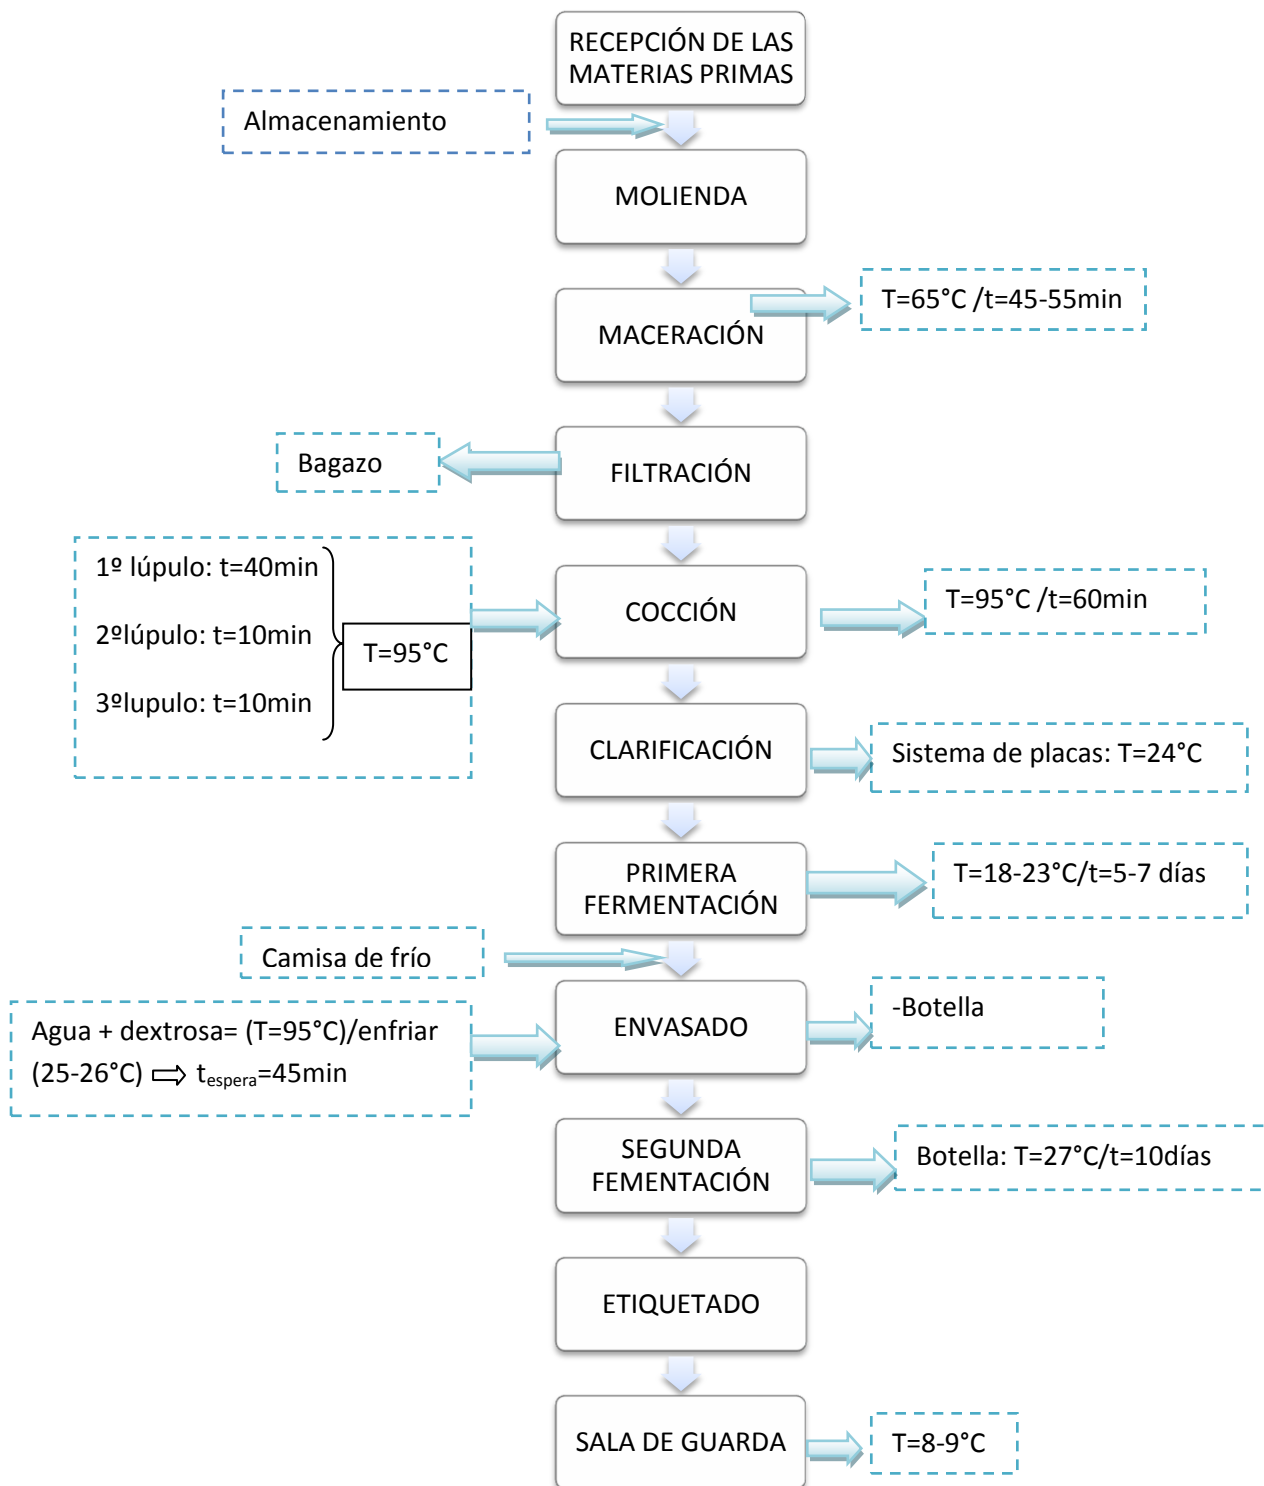 RECEPCIÓN DE LAS
MATERIAS PRIMAS
Almacenamiento
MOLIENDA
MACERACIÓN
T=65°C /t=45-55min
FILTRACIÓN
Bagazo
1º lúpulo: t=40min
2ºlúpulo: t=10min
3ºlupulo: t=10min
T=95°C
COCCIÓN
T=95°C /t=60min
CLARIFICACIÓN
Sistema de placas: T=24°C
PRIMERA
FERMENTACIÓN
T=18-23°C/t=5-7 días
Camisa de frío
Agua + dextrosa= (T=95°C)/enfriar
(25-26°C) ⇨ tespera=45min
ENVASADO
-Botella
SEGUNDA
FEMENTACIÓN
Botella: T=27°C/t=10días
ETIQUETADO
SALA DE GUARDA
T=8-9°C